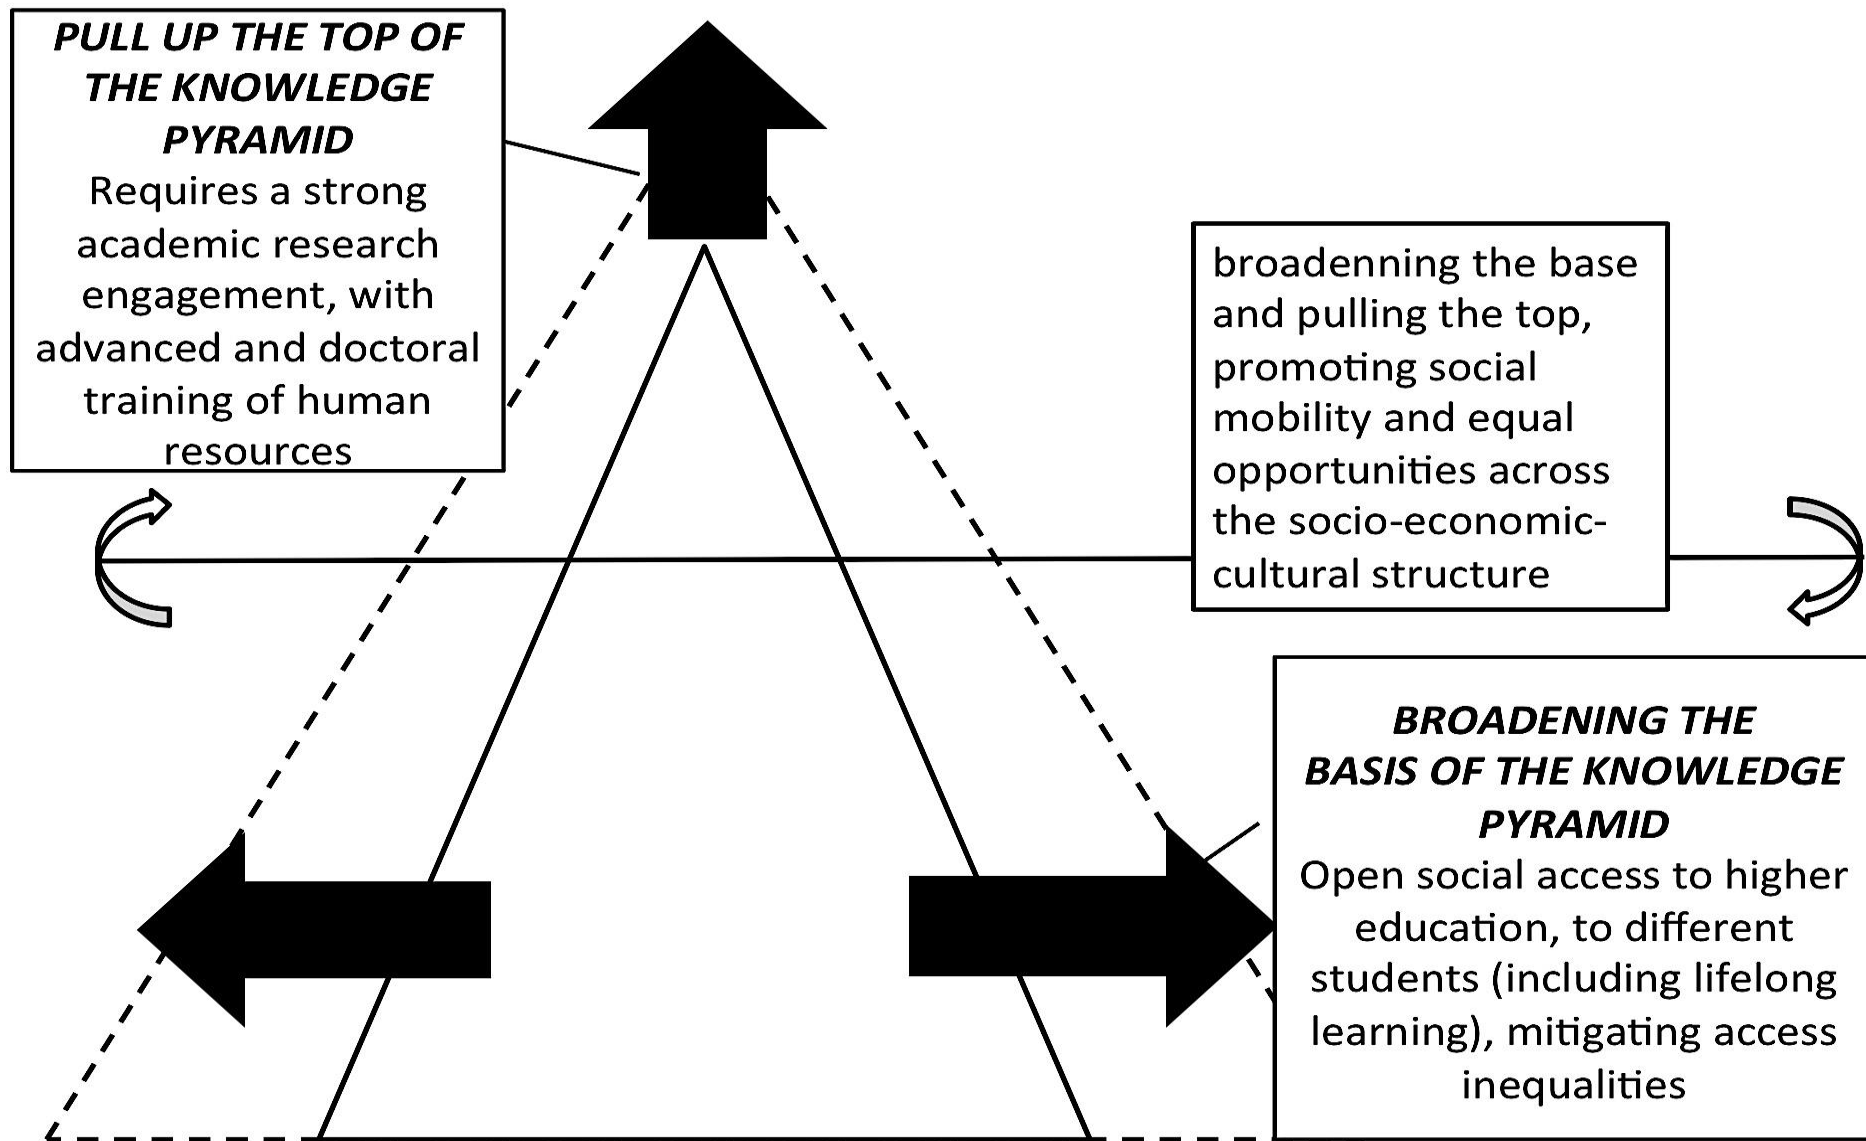 PULL UP THE TOP OF
THE KNOWLEDGE
PYRAMID
Requires a strong
academic research
engagement, with
advanced and doctoral
training of human
resources
broadenning the base
and pulling the top,
promoting social
mobility and equal
opportunities across
the socio-economic-
cultural structure
BROADENING THE
BASIS OF THE KNOWLEDGE
PYRAMID
Open social access to higher
education, to different
students (including lifelong
learning), mitigating access
inequalities